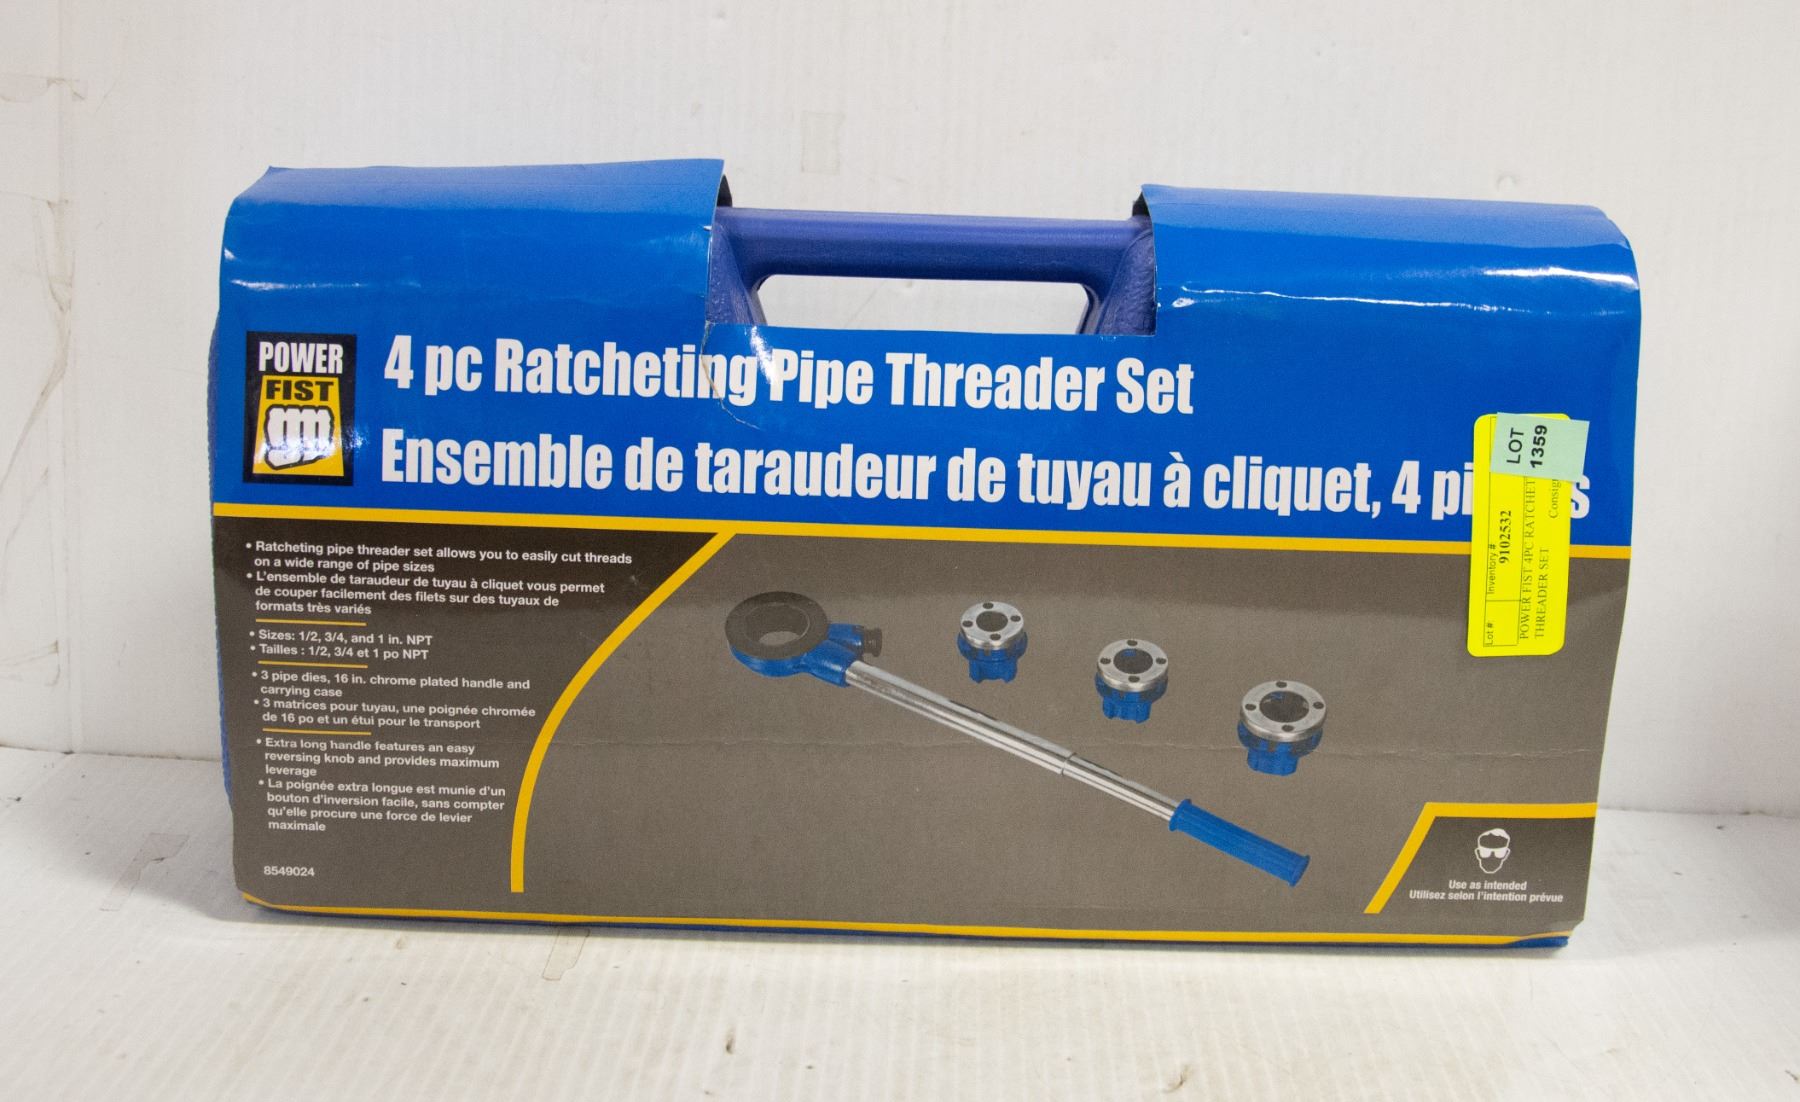 POWER
FIST
4 pc Ratcheting Pipe Threader Set
Ensemble de taraudeur de tuyau à cliquet, 4
• Ratcheting pipe threader set allows you to easily cut threads
on a wide range of pipe sizes
• L'ensemble de taraudeur de tuyau à cliquet vous permet
de couper facilement des filets sur des tuyaux de
formats très variés
• Sizes: 1/2, 3/4, and 1 in. NPT
• Tailles : 1/2, 3/4 et 1 po NPT
• 3 pipe dies, 16 in. chrome plated handle and
carrying case
• 3 matrices pour tuyau, une poignée chromée
de 16 po et un étui pour le transport
• Extra long handle features an easy
reversing knob and provides maximum
leverage
• La poignée extra longue est munie d'un
bouton d'inversion facile, sans compter
qu'elle procure une force de levier
maximale
8549024
LOT
1359
Lot #
Inventory #
9102532
POWER FIST 4PC RATCHET
THREADER SET
Use as intended
Utilisez selon l'intention prévue